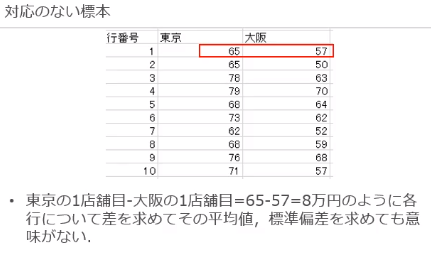 対応のない標本
行番号 東京 大阪
1 65 57
2 65 50
3 78 63
4 79 70
5 68 64
6 73 62
7 62 52
8 68 59
9 76 68
10 71 57
• 東京の1店舗目-大阪の1店舗目=65-57=8万円のように各
行について差を求めてその平均値，標準偏差を求めても意
味がない．